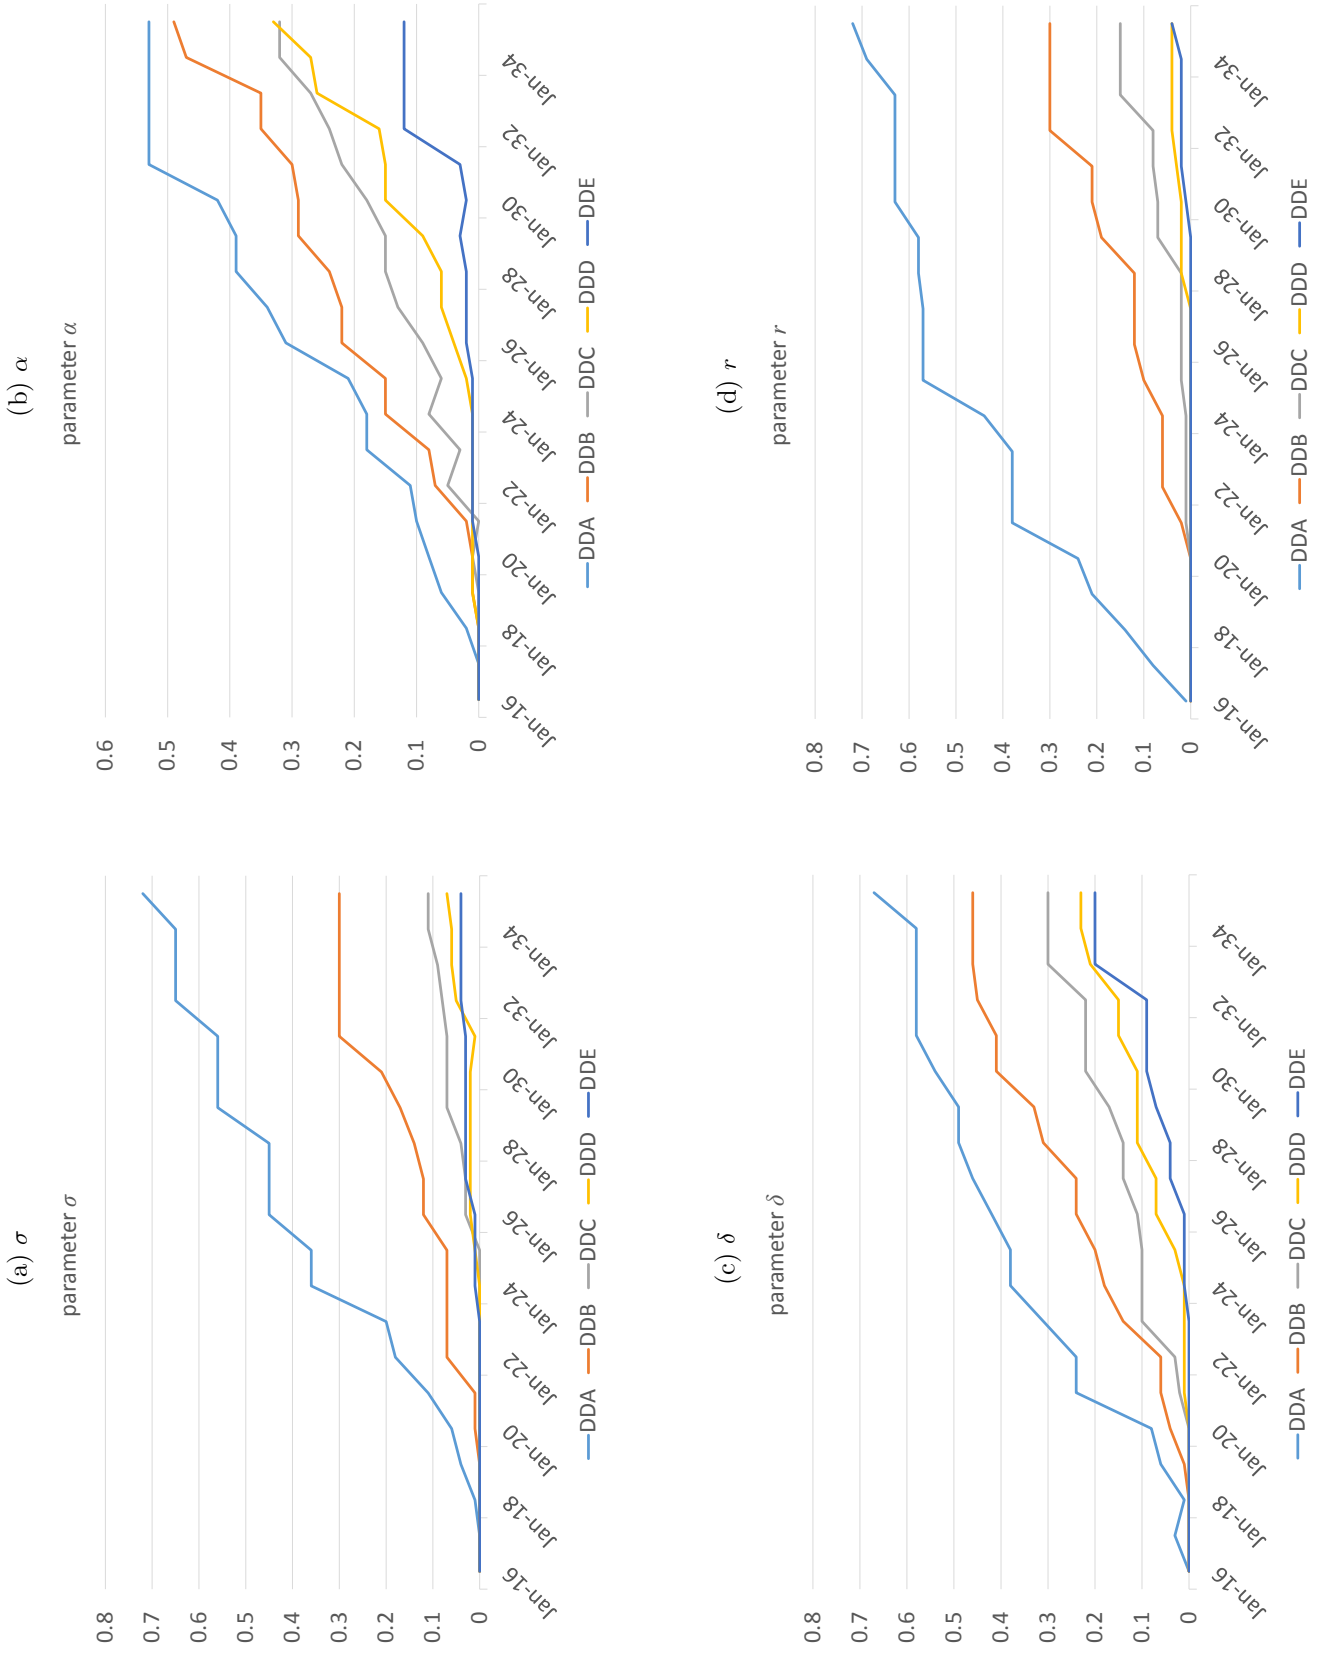 (a) σ
parameter σ
0.8
0.7
0.6
0.5
0.4
0.3
0.2
0.1
0
Jan-16 Jan-18 Jan-20 Jan-22 Jan-24 Jan-26 Jan-28 Jan-30 Jan-32 Jan-34
DDA DDB DDC DDD DDE
(b) α
parameter α
0.6
0.5
0.4
0.3
0.2
0.1
0
Jan-16 Jan-18 Jan-20 Jan-22 Jan-24 Jan-26 Jan-28 Jan-30 Jan-32 Jan-34
DDA DDB DDC DDD DDE
(c) δ
parameter δ
0.8
0.7
0.6
0.5
0.4
0.3
0.2
0.1
0
Jan-16 Jan-18 Jan-20 Jan-22 Jan-24 Jan-26 Jan-28 Jan-30 Jan-32 Jan-34
DDA DDB DDC DDD DDE
(d) r
parameter r
0.8
0.7
0.6
0.5
0.4
0.3
0.2
0.1
0
Jan-16 Jan-18 Jan-20 Jan-22 Jan-24 Jan-26 Jan-28 Jan-30 Jan-32 Jan-34
DDA DDB DDC DDD DDE